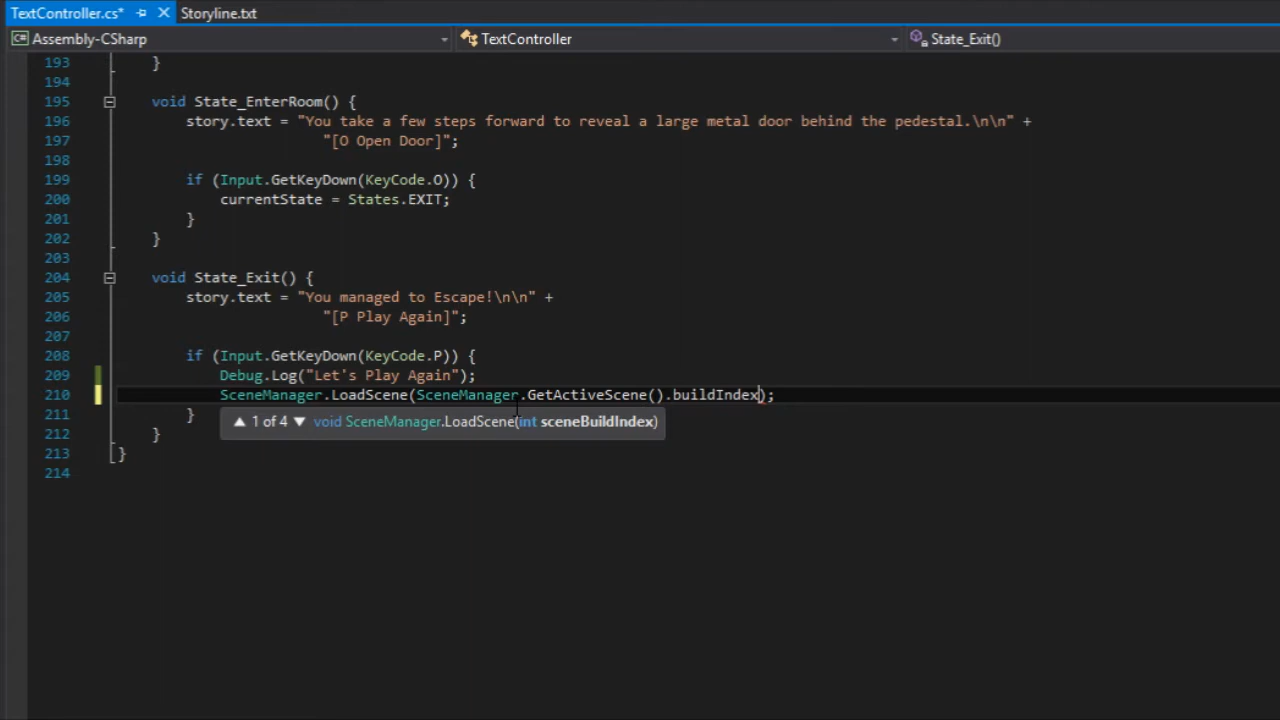 TextController.cs* Storyline.txt
Assembly-CSharp TextController State_Exit()
193 }
194
195 void State_EnterRoom() {
196 story.text = "You take a few steps forward to reveal a large metal door behind the pedestal.\n\n" +
197 "[O Open Door]";
198
199 if (Input.GetKeyDown(KeyCode.O)) {
200 currentState = States.EXIT;
201 }
202 }
203
204 void State_Exit() {
205 story.text = "You managed to Escape!\n\n" +
206 "[P Play Again]";
207
208 if (Input.GetKeyDown(KeyCode.P)) {
209 Debug.Log("Let's Play Again");
210 SceneManager.LoadScene(SceneManager.GetActiveScene().buildIndex);
211 }
▲ 1 of 4 ▼ void SceneManager.LoadScene(int sceneBuildIndex)
212 }
213 }
214